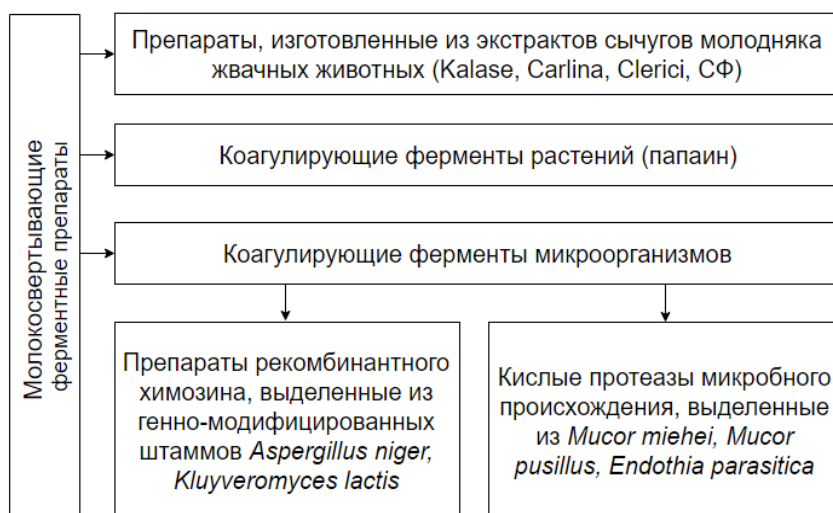 Молокосвертывающие
ферментные препараты
Препараты, изготовленные из экстрактов сычугов молодняка
жвачных животных (Kalase, Carlina, Clerici, СФ)
Коагулирующие ферменты растений (папаин)
Коагулирующие ферменты микроорганизмов
Препараты рекомбинантного
химозина, выделенные из
генно-модифицированных
штаммов Aspergillus niger,
Kluyveromyces lactis
Кислые протеазы микробного
происхождения, выделенные
из Mucor miehei, Mucor
pusillus, Endothia parasitica